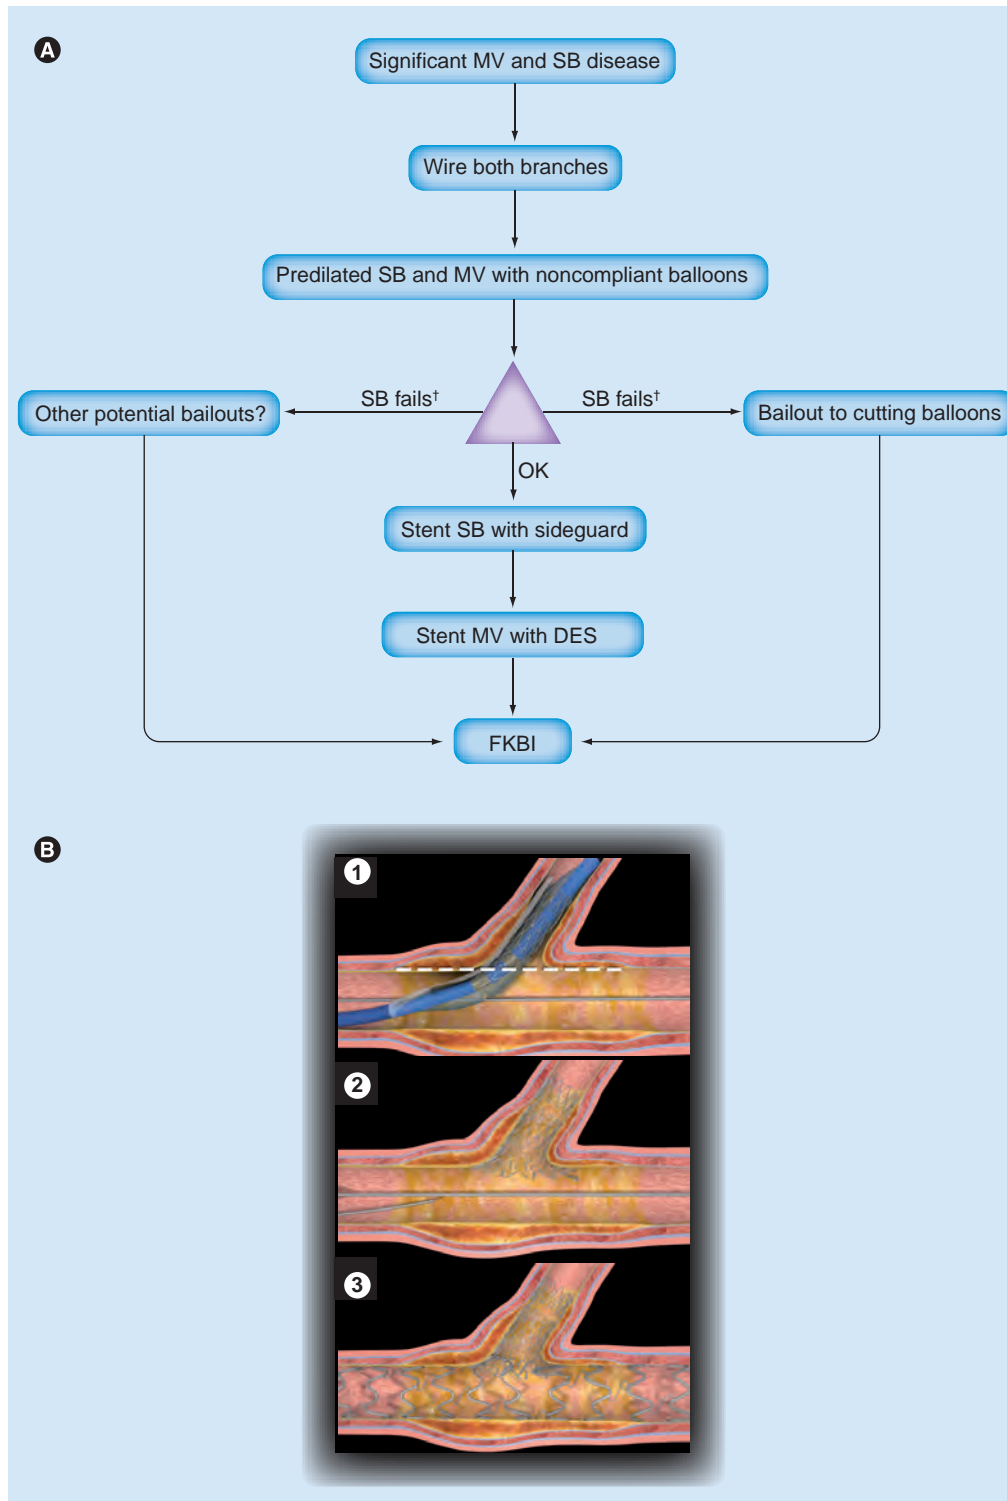 A
Significant MV and SB disease
Wire both branches
Predilated SB and MV with noncompliant balloons
SB fails†
SB fails†
Other potential bailouts?
Bailout to cutting balloons
OK
Stent SB with sideguard
Stent MV with DES
FKBI
B
1
2
3